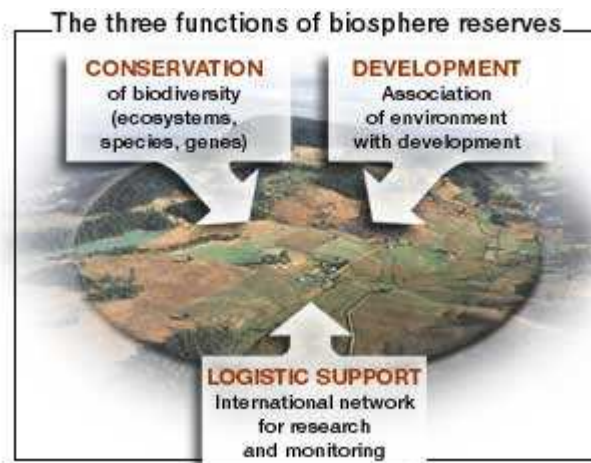 The three functions of biosphere reserves
CONSERVATION
of biodiversity
(ecosystems,
species, genes)
DEVELOPMENT
Association
of environment
with development
LOGISTIC SUPPORT
International network
for research
and monitoring